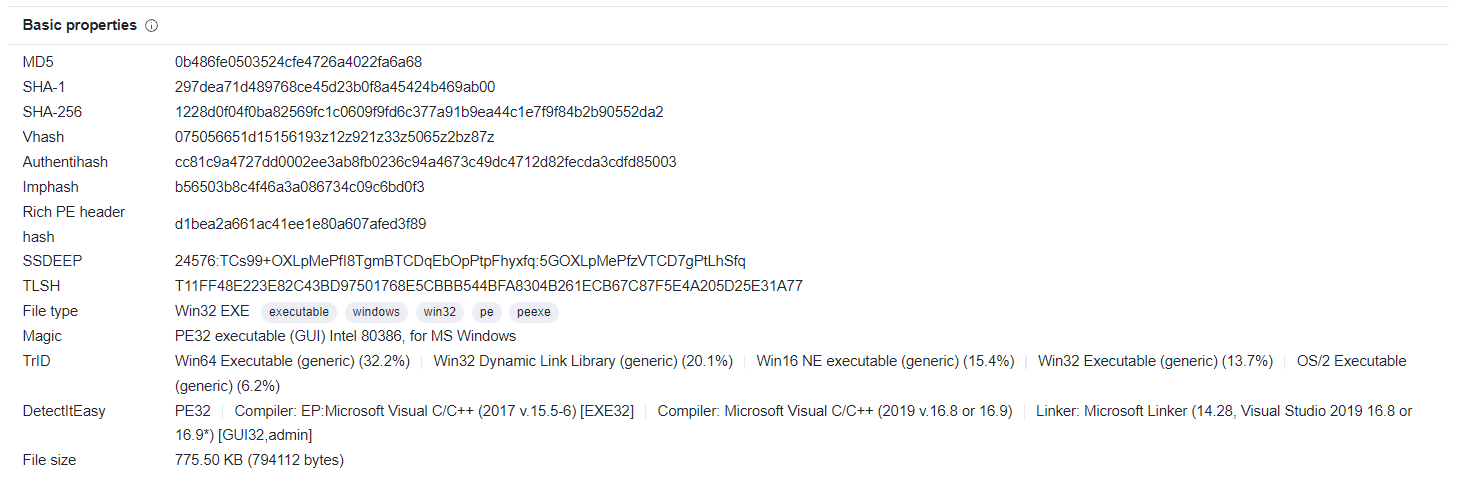 Basic properties
MD5 0b486fe0503524cfe4726a4022fa6a68
SHA-1 297dea71d489768ce45d23b0f8a45424b469ab00
SHA-256 1228d0f04f0ba82569fc1c0609f9fd6c377a91b9ea44c1e7f9f84b2b90552da2
Vhash 075056651d15156193z12z921z33z5065z2bz87z
Authentihash cc81c9a4727dd0002ee3ab8fb0236c94a4673c49dc4712d82fecda3cdfd85003
Imphash b56503b8c4f46a3a086734c09c6bd0f3
Rich PE header
hash d1bea2a661ac41ee1e80a607afed3f89
SSDEEP 24576:TCs99+OXLpMePfI8TgmBTCDqEbOpPtpFhyxfq:5GOXLpMePfzVTCD7gPtLhSfq
TLSH T11FF48E223E82C43BD97501768E5CBBB544BFA8304B261ECB67C87F5E4A205D25E31A77
File type Win32 EXE executable windows win32 pe peexe
Magic PE32 executable (GUI) Intel 80386, for MS Windows
TrID Win64 Executable (generic) (32.2%) Win32 Dynamic Link Library (generic) (20.1%) Win16 NE executable (generic) (15.4%) Win32 Executable (generic) (13.7%) OS/2 Executable
(generic) (6.2%)
DetectItEasy PE32 Compiler: EP:Microsoft Visual C/C++ (2017 v.15.5-6) [EXE32] Compiler: Microsoft Visual C/C++ (2019 v.16.8 or 16.9) Linker: Microsoft Linker (14.28, Visual Studio 2019 16.8 or
16.9*) [GUI32,admin]
File size 775.50 KB (794112 bytes)